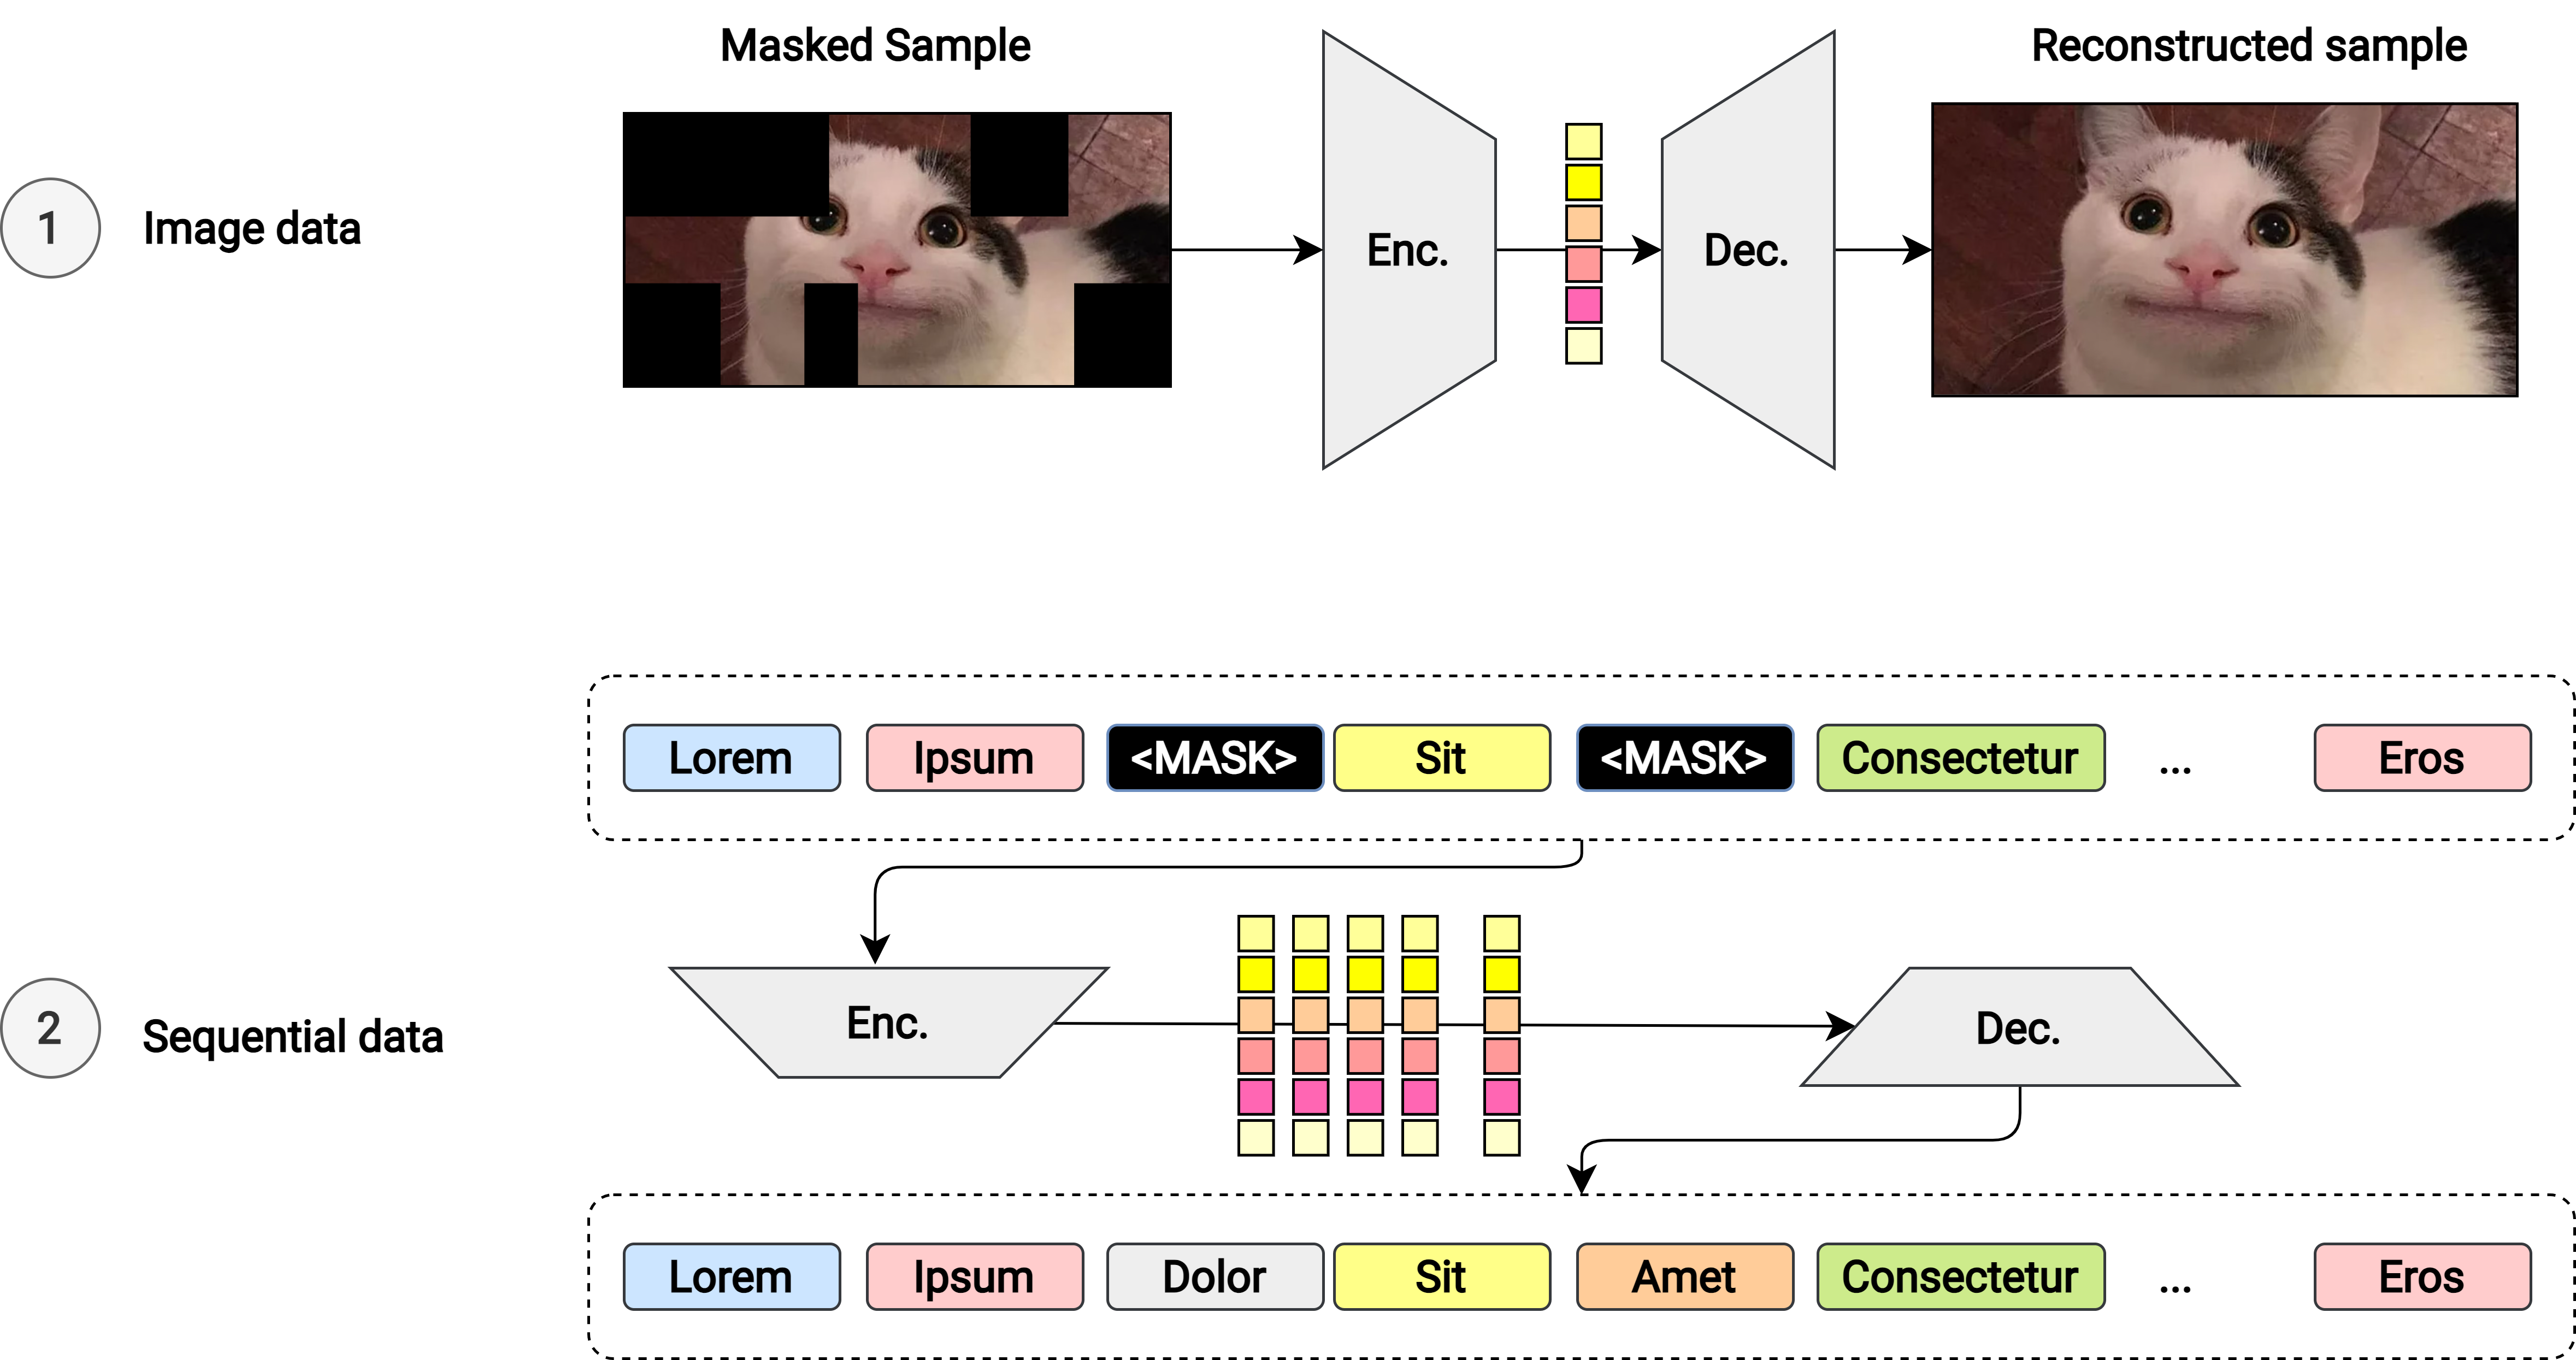 Masked Sample
Reconstructed sample
1
Image data
Enc.
Dec.
Lorem
Ipsum
<MASK>
Sit
<MASK>
Consectetur
...
Eros
Enc.
Dec.
2
Sequential data
Lorem
Ipsum
Dolor
Sit
Amet
Consectetur
...
Eros